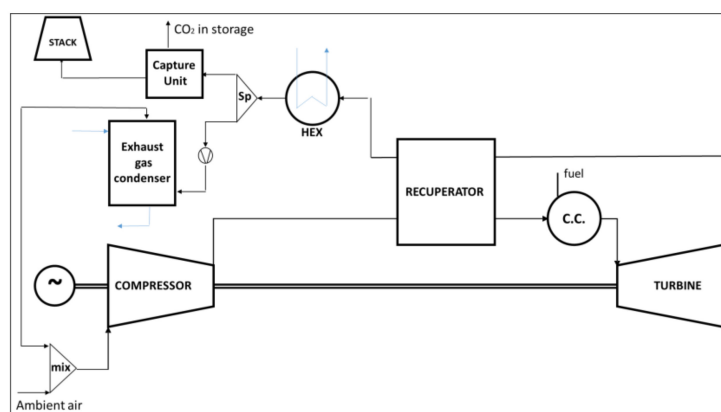 CO₂ in storage
STACK
Capture
Unit
Sp
HEX
Exhaust
gas
condenser
RECUPERATOR
fuel
C.C.
~
COMPRESSOR
TURBINE
mix
Ambient air